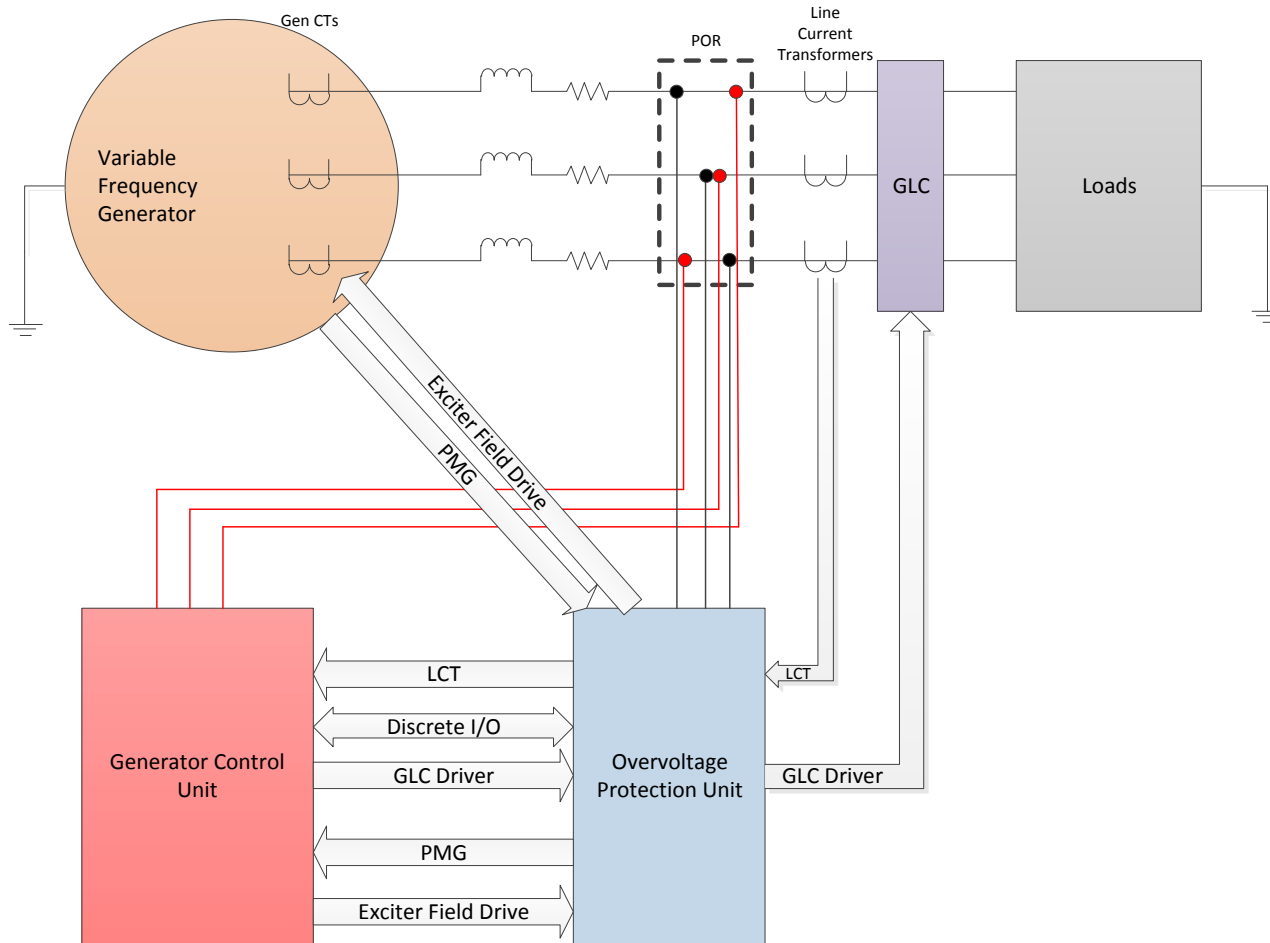 Gen CTs
POR
Line
Current
Transformers
Variable
Frequency
Generator
GLC
Loads
Exciter Field Drive
PMG
LCT
LCT
Discrete I/O
GLC Driver
GLC Driver
Generator Control
Unit
Overvoltage
Protection Unit
PMG
Exciter Field Drive